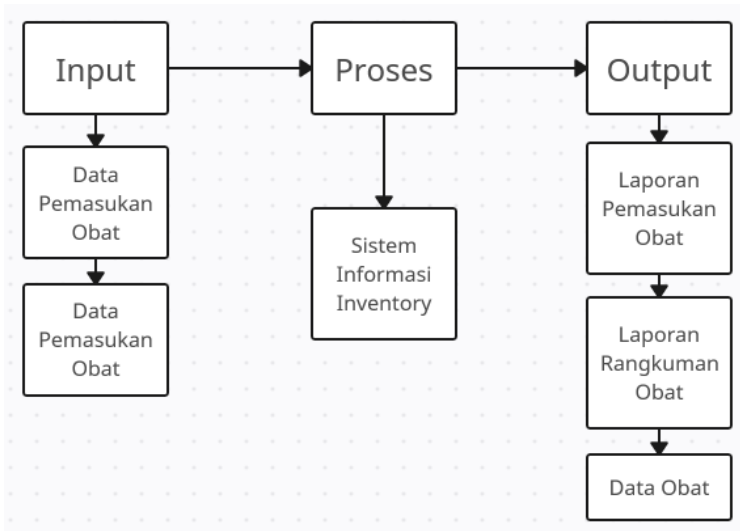 Input
Proses
Output
Data
Pemasukan
Obat
Data
Pemasukan
Obat
Sistem
Informasi
Inventory
Laporan
Pemasukan
Obat
Laporan
Rangkuman
Obat
Data Obat